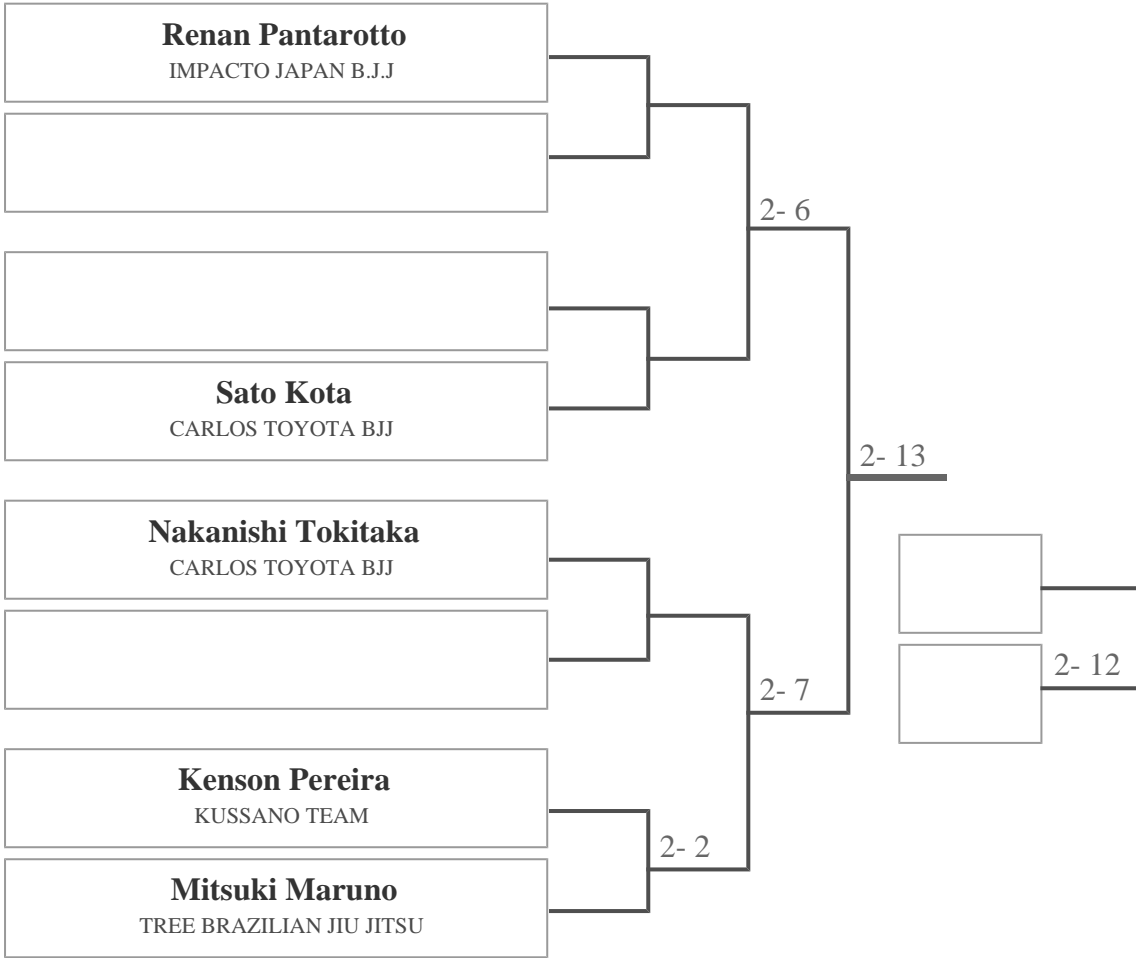 Renan Pantarotto
IMPACTO JAPAN B.J.J
2- 6
Sato Kota
CARLOS TOYOTA BJJ
2- 13
Nakanishi Tokitaka
CARLOS TOYOTA BJJ
2- 12
2- 7
Kenson Pereira
KUSSANO TEAM
2- 2
Mitsuki Maruno
TREE BRAZILIAN JIU JITSU